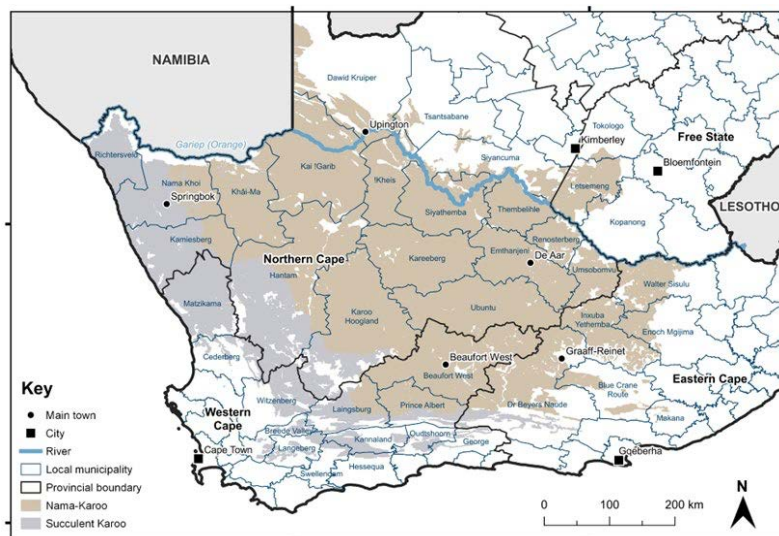 NAMIBIA
Dawid Kruiper
Upington
Tsantsabane
Tokologo
Kimberley
Free State
Bloemfontein
Gariep (Orange)
Richtersveld
Nama Khoi
Khâi-Ma
Kai !Garib
!Kheis
Siyancuma
Letsemeng
Springbok
Siyathemba
Thembelihle
Kopanong
LESOTHO
Kamiesberg
Northern Cape
Hantam
Kareeberg
Emthanjeni
De Aar
Renosterberg
Umsobomvu
Walter Sisulu
Matzikama
Karoo
Hoogland
Ubuntu
Inxuba
Yethemba
Enoch Mgijima
Cederberg
Beaufort West
Beaufort West
Graaff-Reinet
Blue Crane
Route
Eastern Cape
Witzenberg
Laingsburg
Prince Albert
Dr Beyers Naude
Makana
Western
Cape
Breede Valley
Langeberg
Kannaland
Oudtshoorn
George
Cape Town
Swellendam
Hessequa
Gqeberha
Key
Main town
City
River
Local municipality
Provincial boundary
Nama-Karoo
Succulent Karoo
0 100 200 km
N